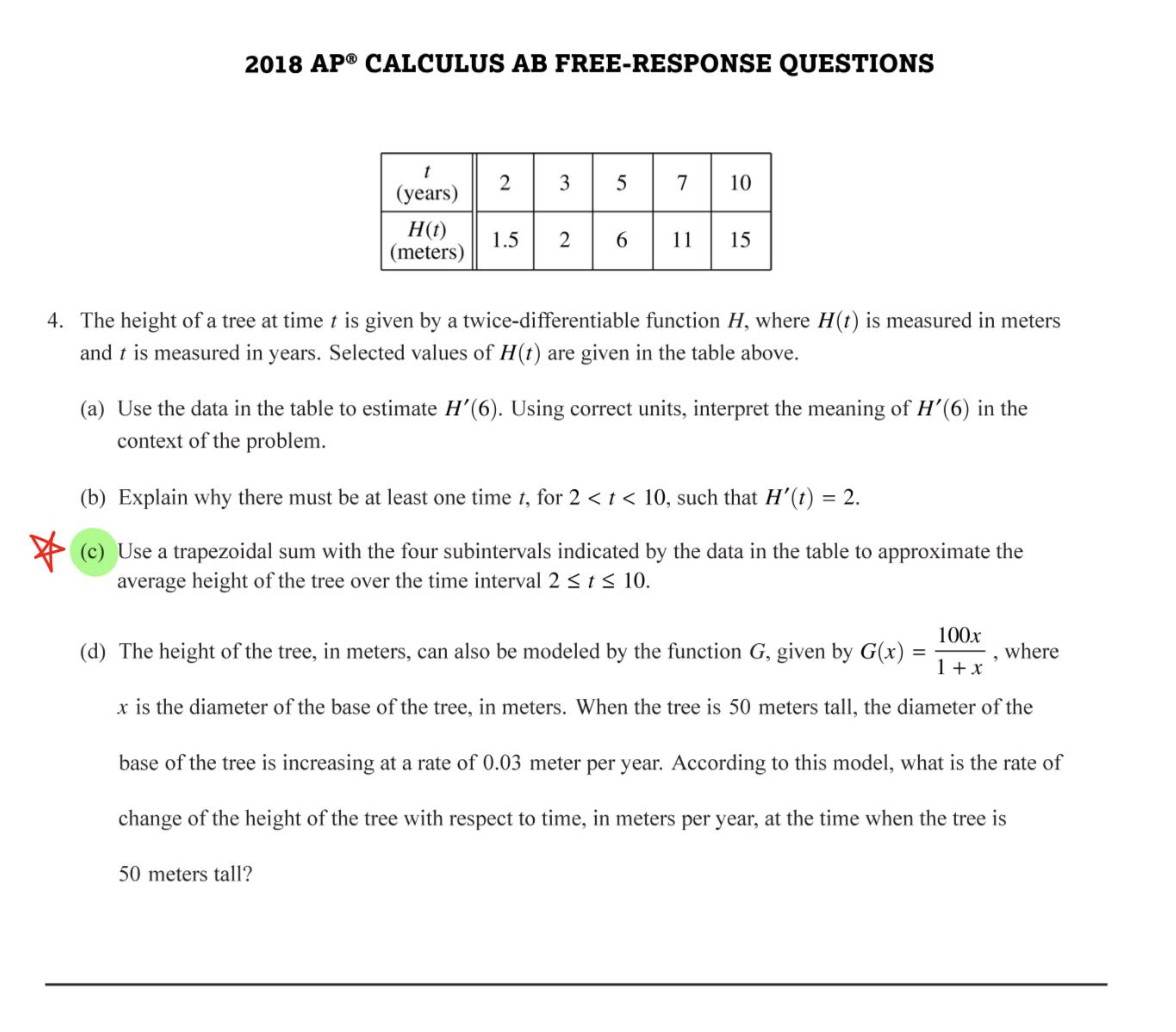 2018 AP® CALCULUS AB FREE-RESPONSE QUESTIONS
t (years) 2 3 5 7 10
H(t) (meters) 1.5 2 6 11 15
4. The height of a tree at time t is given by a twice-differentiable function H, where H(t) is measured in meters
and t is measured in years. Selected values of H(t) are given in the table above.
(a) Use the data in the table to estimate H′(6). Using correct units, interpret the meaning of H′(6) in the
context of the problem.
(b) Explain why there must be at least one time t, for 2 < t < 10, such that H′(t) = 2.
(c) Use a trapezoidal sum with the four subintervals indicated by the data in the table to approximate the
average height of the tree over the time interval 2 ≤ t ≤ 10.
(d) The height of the tree, in meters, can also be modeled by the function G, given by G(x) = 100x / (1 + x), where
x is the diameter of the base of the tree, in meters. When the tree is 50 meters tall, the diameter of the
base of the tree is increasing at a rate of 0.03 meter per year. According to this model, what is the rate of
change of the height of the tree with respect to time, in meters per year, at the time when the tree is
50 meters tall?